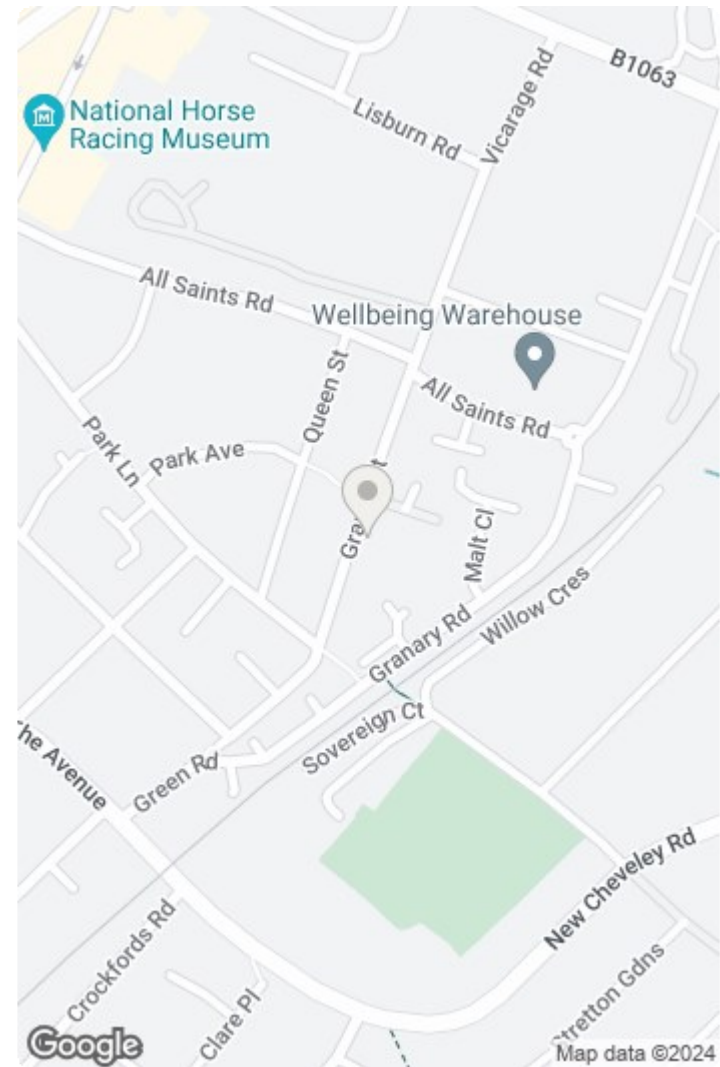 B1063
National Horse
Racing Museum
Lisburn Rd
Vicarage Rd
All Saints Rd
Wellbeing Warehouse
Queen St
All Saints Rd
Park Ln
Park Ave
Gra
t
Malt Cl
Willow Cres
Granary Rd
Sovereign Ct
he Avenue
Green Rd
New Cheveley Rd
Crockfords Rd
Clare Pl
Stretton Gdns
Google
Map data ©2024